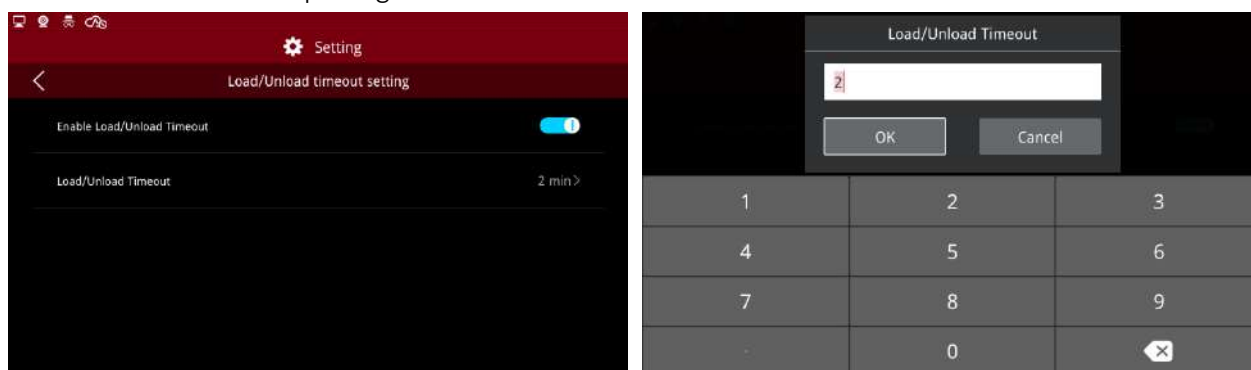 Setting
Load/Unload timeout setting
Enable Load/Unload Timeout
Load/Unload Timeout
2 min
Load/Unload Timeout
2
OK Cancel
1 2 3
4 5 6
7 8 9
0